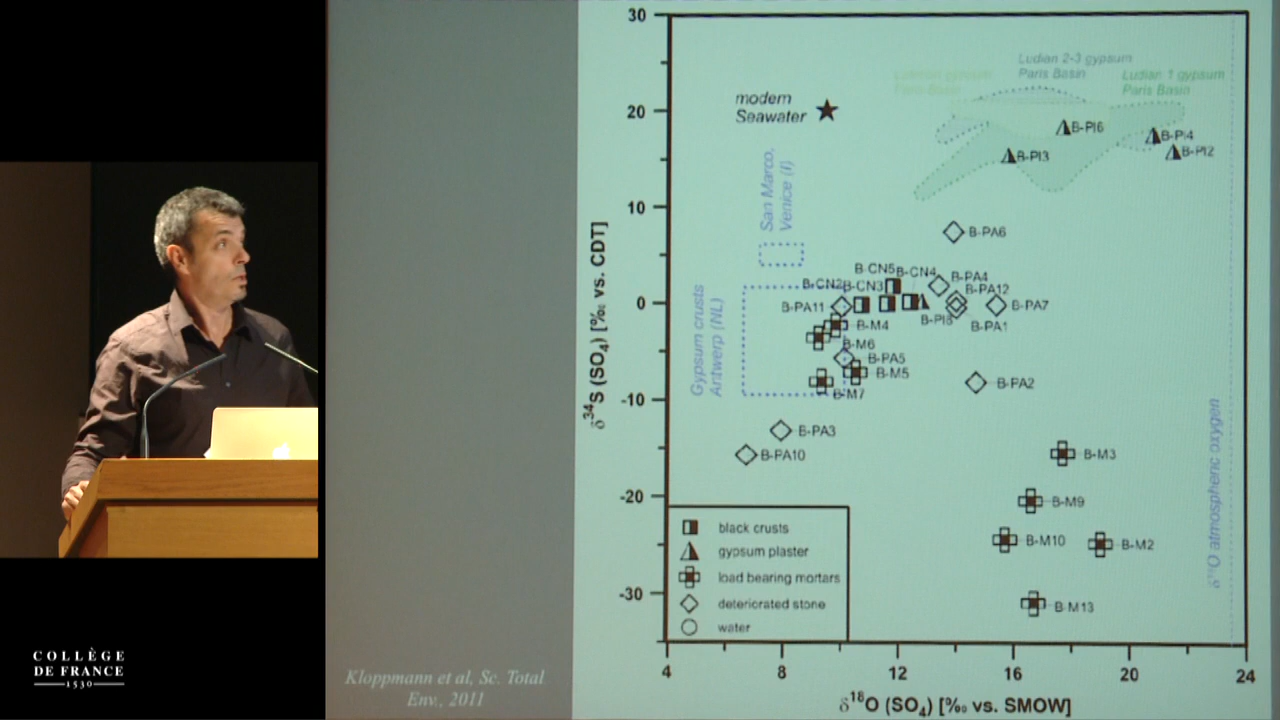 30
20
10
0
-10
-20
-30
δ³⁴S (SO₄) [‰ vs. CDT]
modern
Seawater
Ludian 2-3 gypsum
Paris Basin
Ludian 1 gypsum
Paris Basin
B-PI6
B-PI4
B-PI2
B-PI3
San Marco,
Venice (I)
B-PA6
B-CN5
B-CN4
B-PA4
B-CN2
B-CN3
B-PA12
B-PA11
B-PA7
B-PI8
B-PA1
B-M4
B-M6
B-PA5
B-M5
B-M7
B-PA2
Gypsum crusts
Antwerp (NL)
B-PA3
B-PA10
B-M3
B-M9
B-M10
B-M2
B-M13
δ¹⁸O atmospheric oxygen
black crusts
gypsum plaster
load bearing mortars
deteriorated stone
water
4
8
12
16
20
24
δ¹⁸O (SO₄) [‰ vs. SMOW]
Kloppmann et al, Sc. Total
Env., 2011
COLLÈGE
DE FRANCE
1530